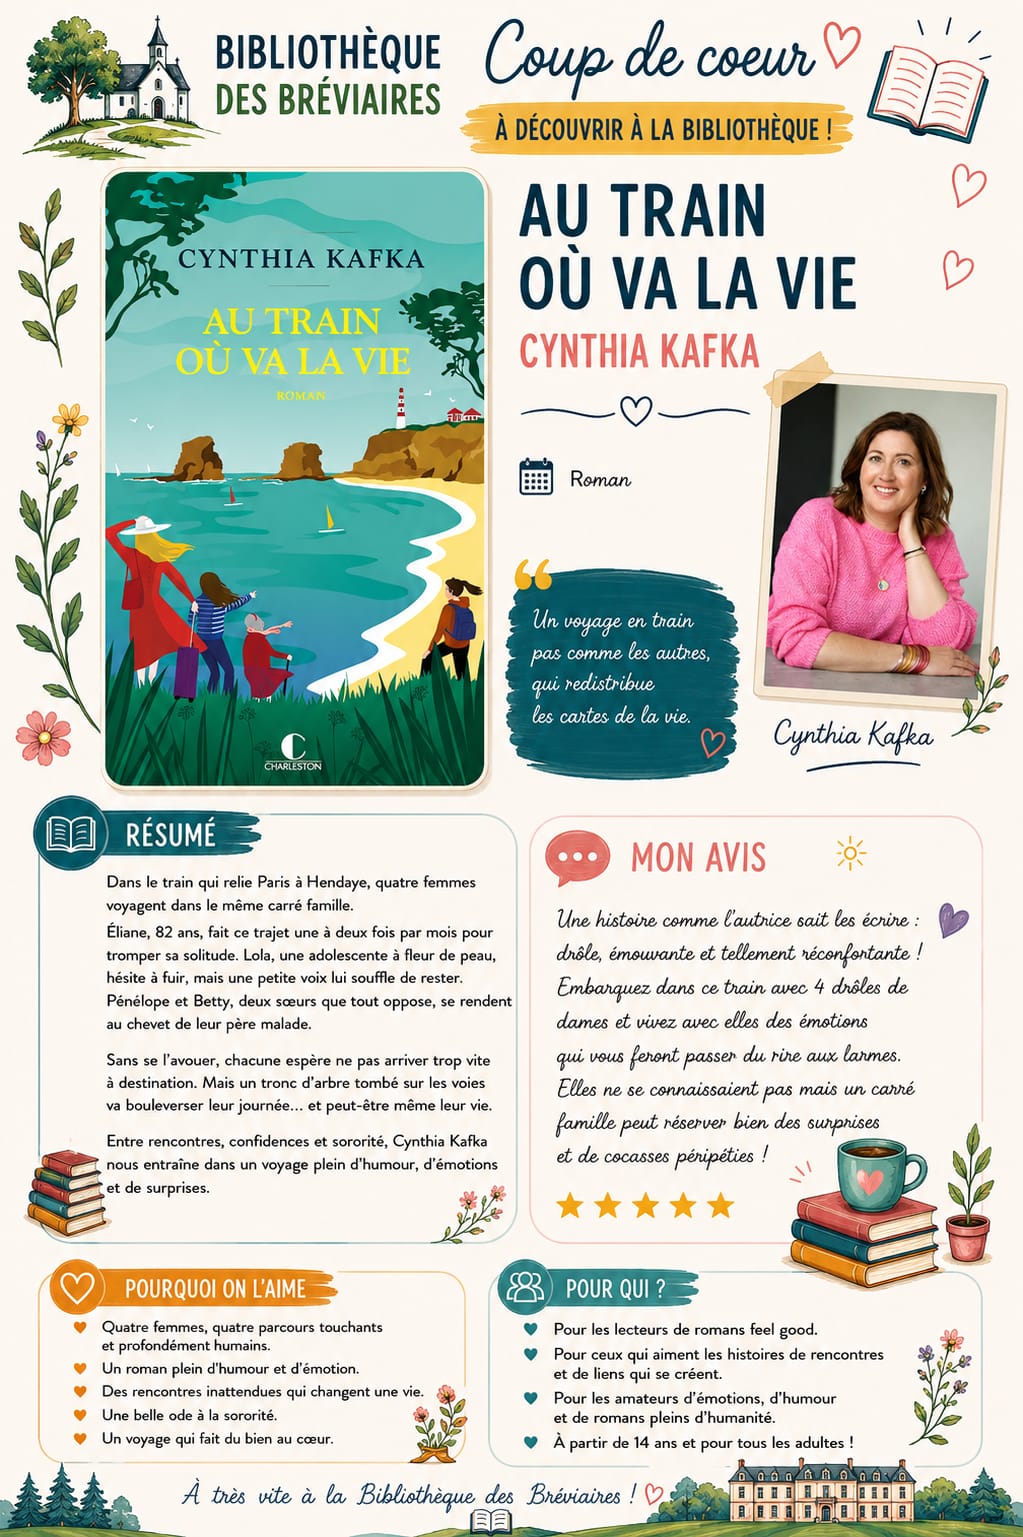 BIBLIOTHÈQUE
DES BRÉVIAIRES
Coup de coeur
À DÉCOUVRIR À LA BIBLIOTHÈQUE !
CYNTHIA KAFKA
AU TRAIN
OÙ VA LA VIE
ROMAN
C
CHARLESTON
AU TRAIN
OÙ VA LA VIE
CYNTHIA KAFKA
Roman
“
Un voyage en train
pas comme les autres,
qui redistribue
les cartes de la vie.
Cynthia Kafka
RÉSUMÉ
Dans le train qui relie Paris à Hendaye, quatre femmes
voyagent dans le même carré famille.
Éliane, 82 ans, fait ce trajet une à deux fois par mois pour
tromper sa solitude. Lola, une adolescente à fleur de peau,
hésite à fuir, mais une petite voix lui souffle de rester.
Pénélope et Betty, deux sœurs que tout oppose, se rendent
au chevet de leur père malade.
Sans se l’avouer, chacune espère ne pas arriver trop vite
à destination. Mais un tronc d’arbre tombé sur les voies
va bouleverser leur journée... et peut-être même leur vie.
Entre rencontres, confidences et sororité, Cynthia Kafka
nous entraîne dans un voyage plein d’humour, d’émotions
et de surprises.
MON AVIS
Une histoire comme l’autrice sait les écrire :
drôle, émouvante et tellement réconfortante !
Embarquez dans ce train avec 4 drôles de
dames et vivez avec elles des émotions
qui vous feront passer du rire aux larmes.
Elles ne se connaissaient pas mais un carré
famille peut réserver bien des surprises
et de cocasses péripéties !
POURQUOI ON L’AIME
Quatre femmes, quatre parcours touchants
et profondément humains.
Un roman plein d'humour et d’émotion.
Des rencontres inattendues qui changent une vie.
Une belle ode à la sororité.
Un voyage qui fait du bien au cœur.
POUR QUI ?
Pour les lecteurs de romans feel good.
Pour ceux qui aiment les histoires de rencontres
et de liens qui se créent.
Pour les amateurs d’émotions, d’humour
et de romans pleins d’humanité.
À partir de 14 ans et pour tous les adultes !
À très vite à la Bibliothèque des Bréviaires !